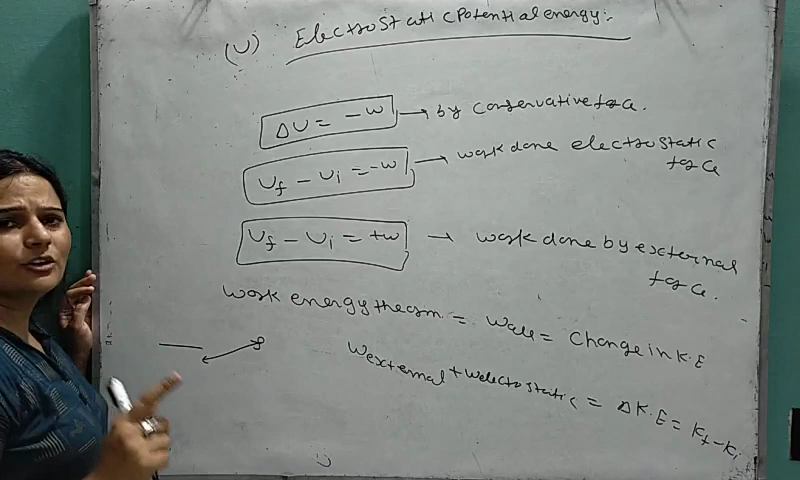 (U) Electrostatic Potential energy:
ΔU = -w → by conservative force.
Uf - Ui = -w → work done electrostatic
force
Uf - Ui = +w → work done by external
force.
Work energy theorem = Wall = Change in K.E
Wexternal + Welectrostatic = ΔK.E = Kf - Ki